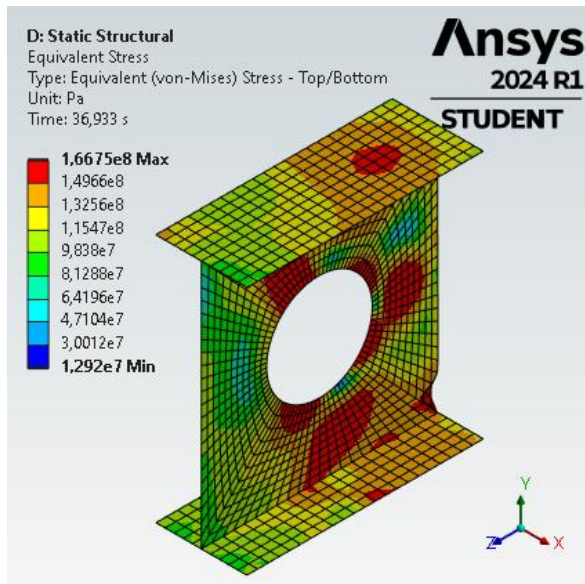 D: Static Structural
Equivalent Stress
Type: Equivalent (von-Mises) Stress - Top/Bottom
Unit: Pa
Time: 36,933 s
Ansys
2024 R1
STUDENT
1,6675e8 Max
1,4966e8
1,3256e8
1,1547e8
9,838e7
8,1288e7
6,4196e7
4,7104e7
3,0012e7
1,292e7 Min
Y
Z
X